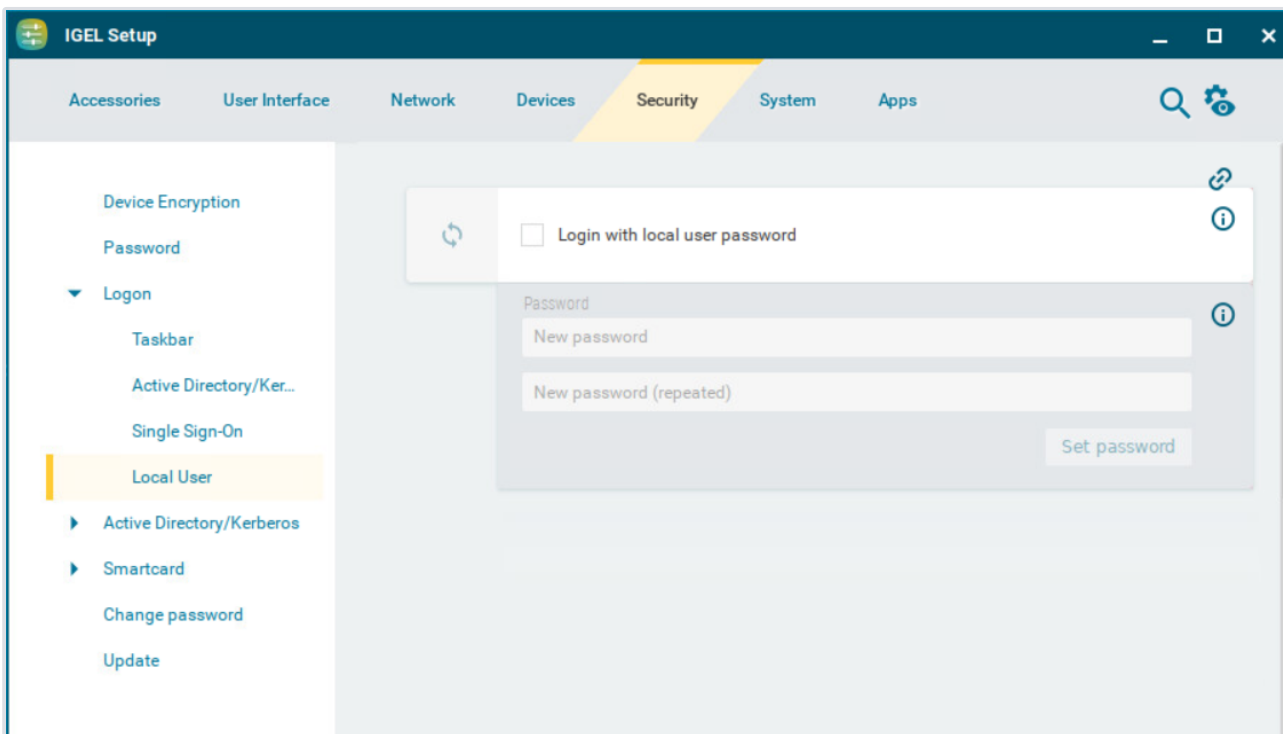 IGEL Setup
Accessories User Interface Network Devices Security System Apps
Device Encryption
Password
Logon
Taskbar
Active Directory/Ker...
Single Sign-On
Local User
Active Directory/Kerberos
Smartcard
Change password
Update
Login with local user password
Password
New password
New password (repeated)
Set password